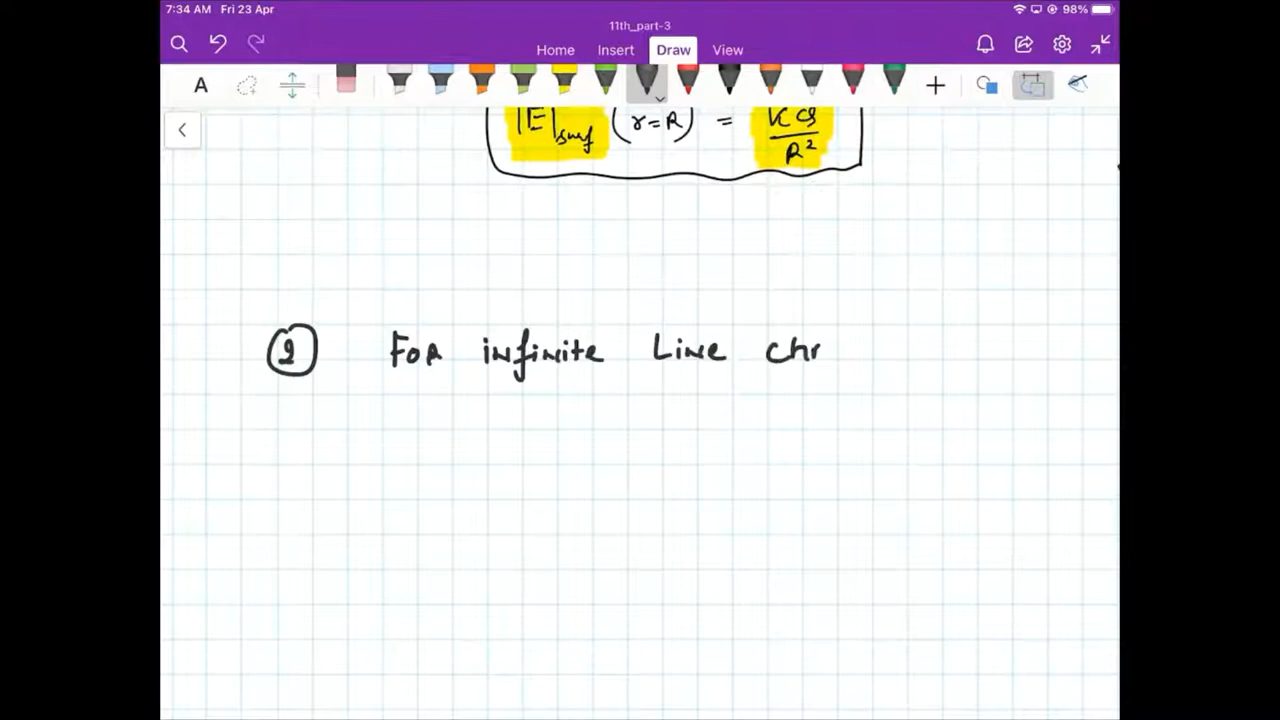 7:34 AM Fri 23 Apr
98%
11th_part-3
Home Insert Draw View
A
|E|surf (r=R) = KQ/R²
② For infinite Line chr